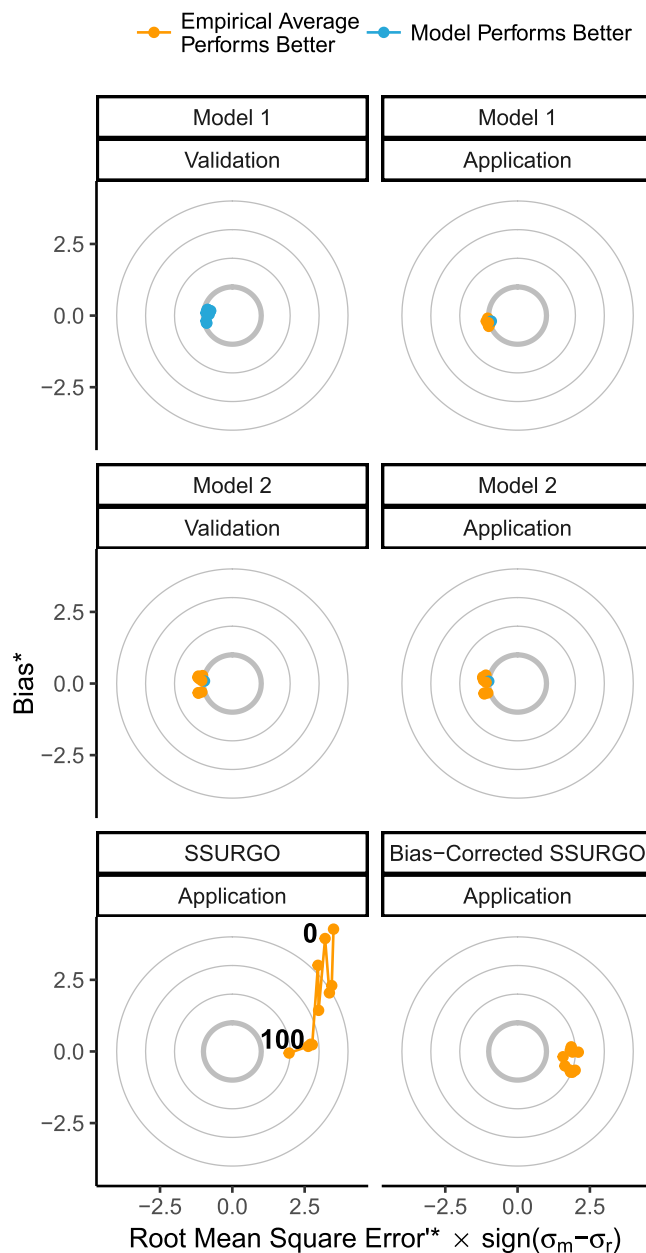 Empirical Average
Performs Better
Model Performs Better
Model 1
Model 1
Validation
Application
2.5
0.0
−2.5
Model 2
Model 2
Validation
Application
2.5
0.0
−2.5
Bias*
SSURGO
Bias−Corrected SSURGO
Application
Application
0
100
2.5
0.0
−2.5
−2.5 0.0 2.5
−2.5 0.0 2.5
Root Mean Square Error'* × sign(σm−σr)